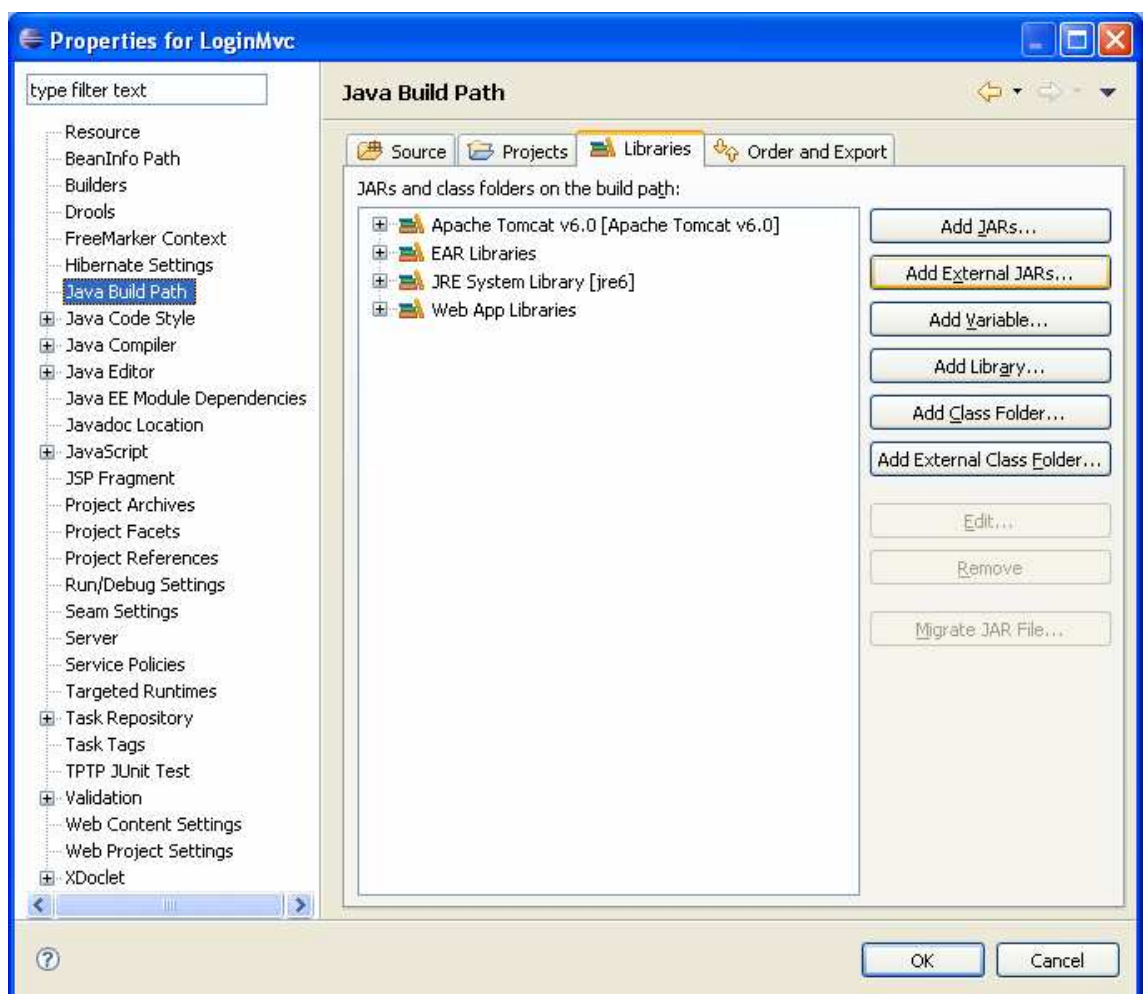 Properties for LoginMvc
type filter text
Resource
BeanInfo Path
Builders
Drools
FreeMarker Context
Hibernate Settings
Java Build Path
Java Code Style
Java Compiler
Java Editor
Java EE Module Dependencies
Javadoc Location
JavaScript
JSP Fragment
Project Archives
Project Facets
Project References
Run/Debug Settings
Seam Settings
Server
Service Policies
Targeted Runtimes
Task Repository
Task Tags
TPTP JUnit Test
Validation
Web Content Settings
Web Project Settings
XDoclet
Java Build Path
Source Projects Libraries Order and Export
JARs and class folders on the build path:
Apache Tomcat v6.0 [Apache Tomcat v6.0]
EAR Libraries
JRE System Library [jre6]
Web App Libraries
Add JARs...
Add External JARs...
Add Variable...
Add Library...
Add Class Folder...
Add External Class Folder...
Edit...
Remove
Migrate JAR File...
?
OK Cancel